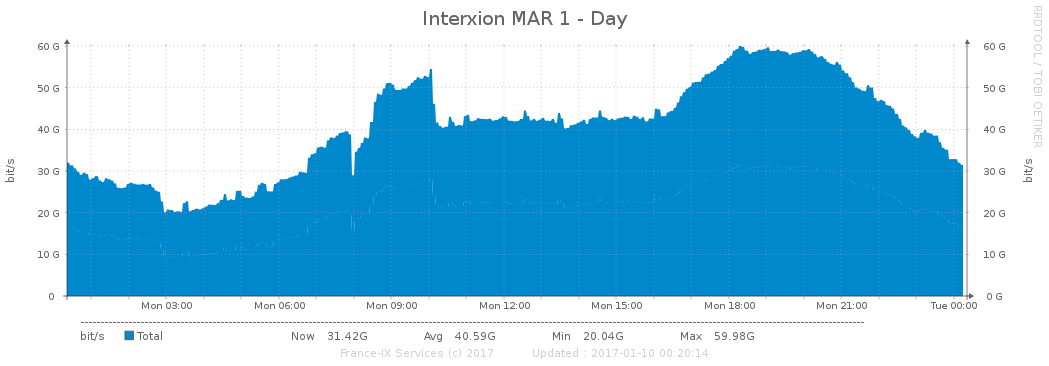 Interxion MAR 1 - Day
RRDTOOL / TOBI OETIKER
60 G 60 G
50 G 50 G
40 G 40 G
30 G 30 G
20 G 20 G
10 G 10 G
0 0 G
bit/s
bit/s
Mon 03:00 Mon 06:00 Mon 09:00 Mon 12:00 Mon 15:00 Mon 18:00 Mon 21:00 Tue 00:00
bit/s Total Now 31.42G Avg 40.59G Min 20.04G Max 59.98G
France-IX Services (c) 2017 Updated : 2017-01-10 00:20:14